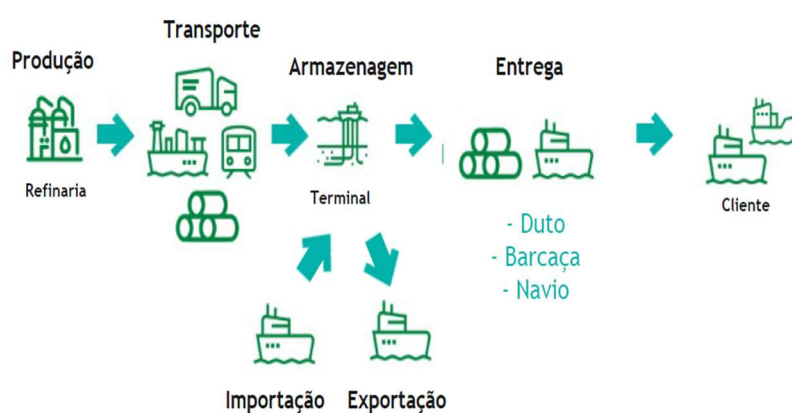 Transporte
Produção
Armazenagem
Entrega
Refinaria
Terminal
Cliente
- Duto
- Barcaça
- Navio
Importação
Exportação